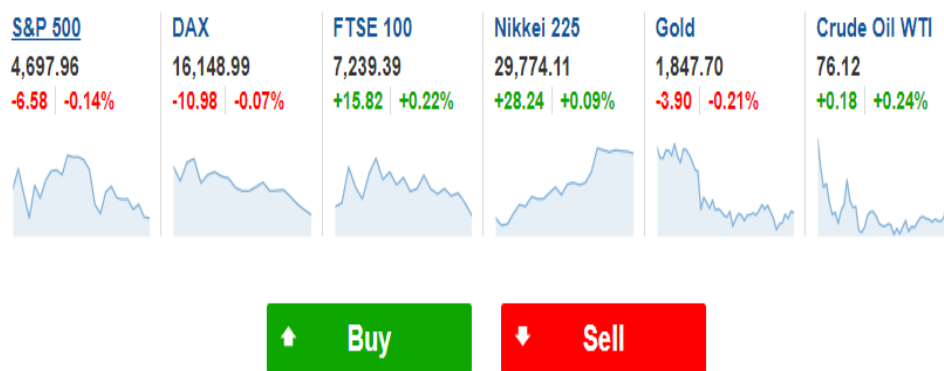 S&P 500 DAX FTSE 100 Nikkei 225 Gold Crude Oil WTI
4,697.96 16,148.99 7,239.39 29,774.11 1,847.70 76.12
-6.58 -0.14% -10.98 -0.07% +15.82 +0.22% +28.24 +0.09% -3.90 -0.21% +0.18 +0.24%
Buy Sell